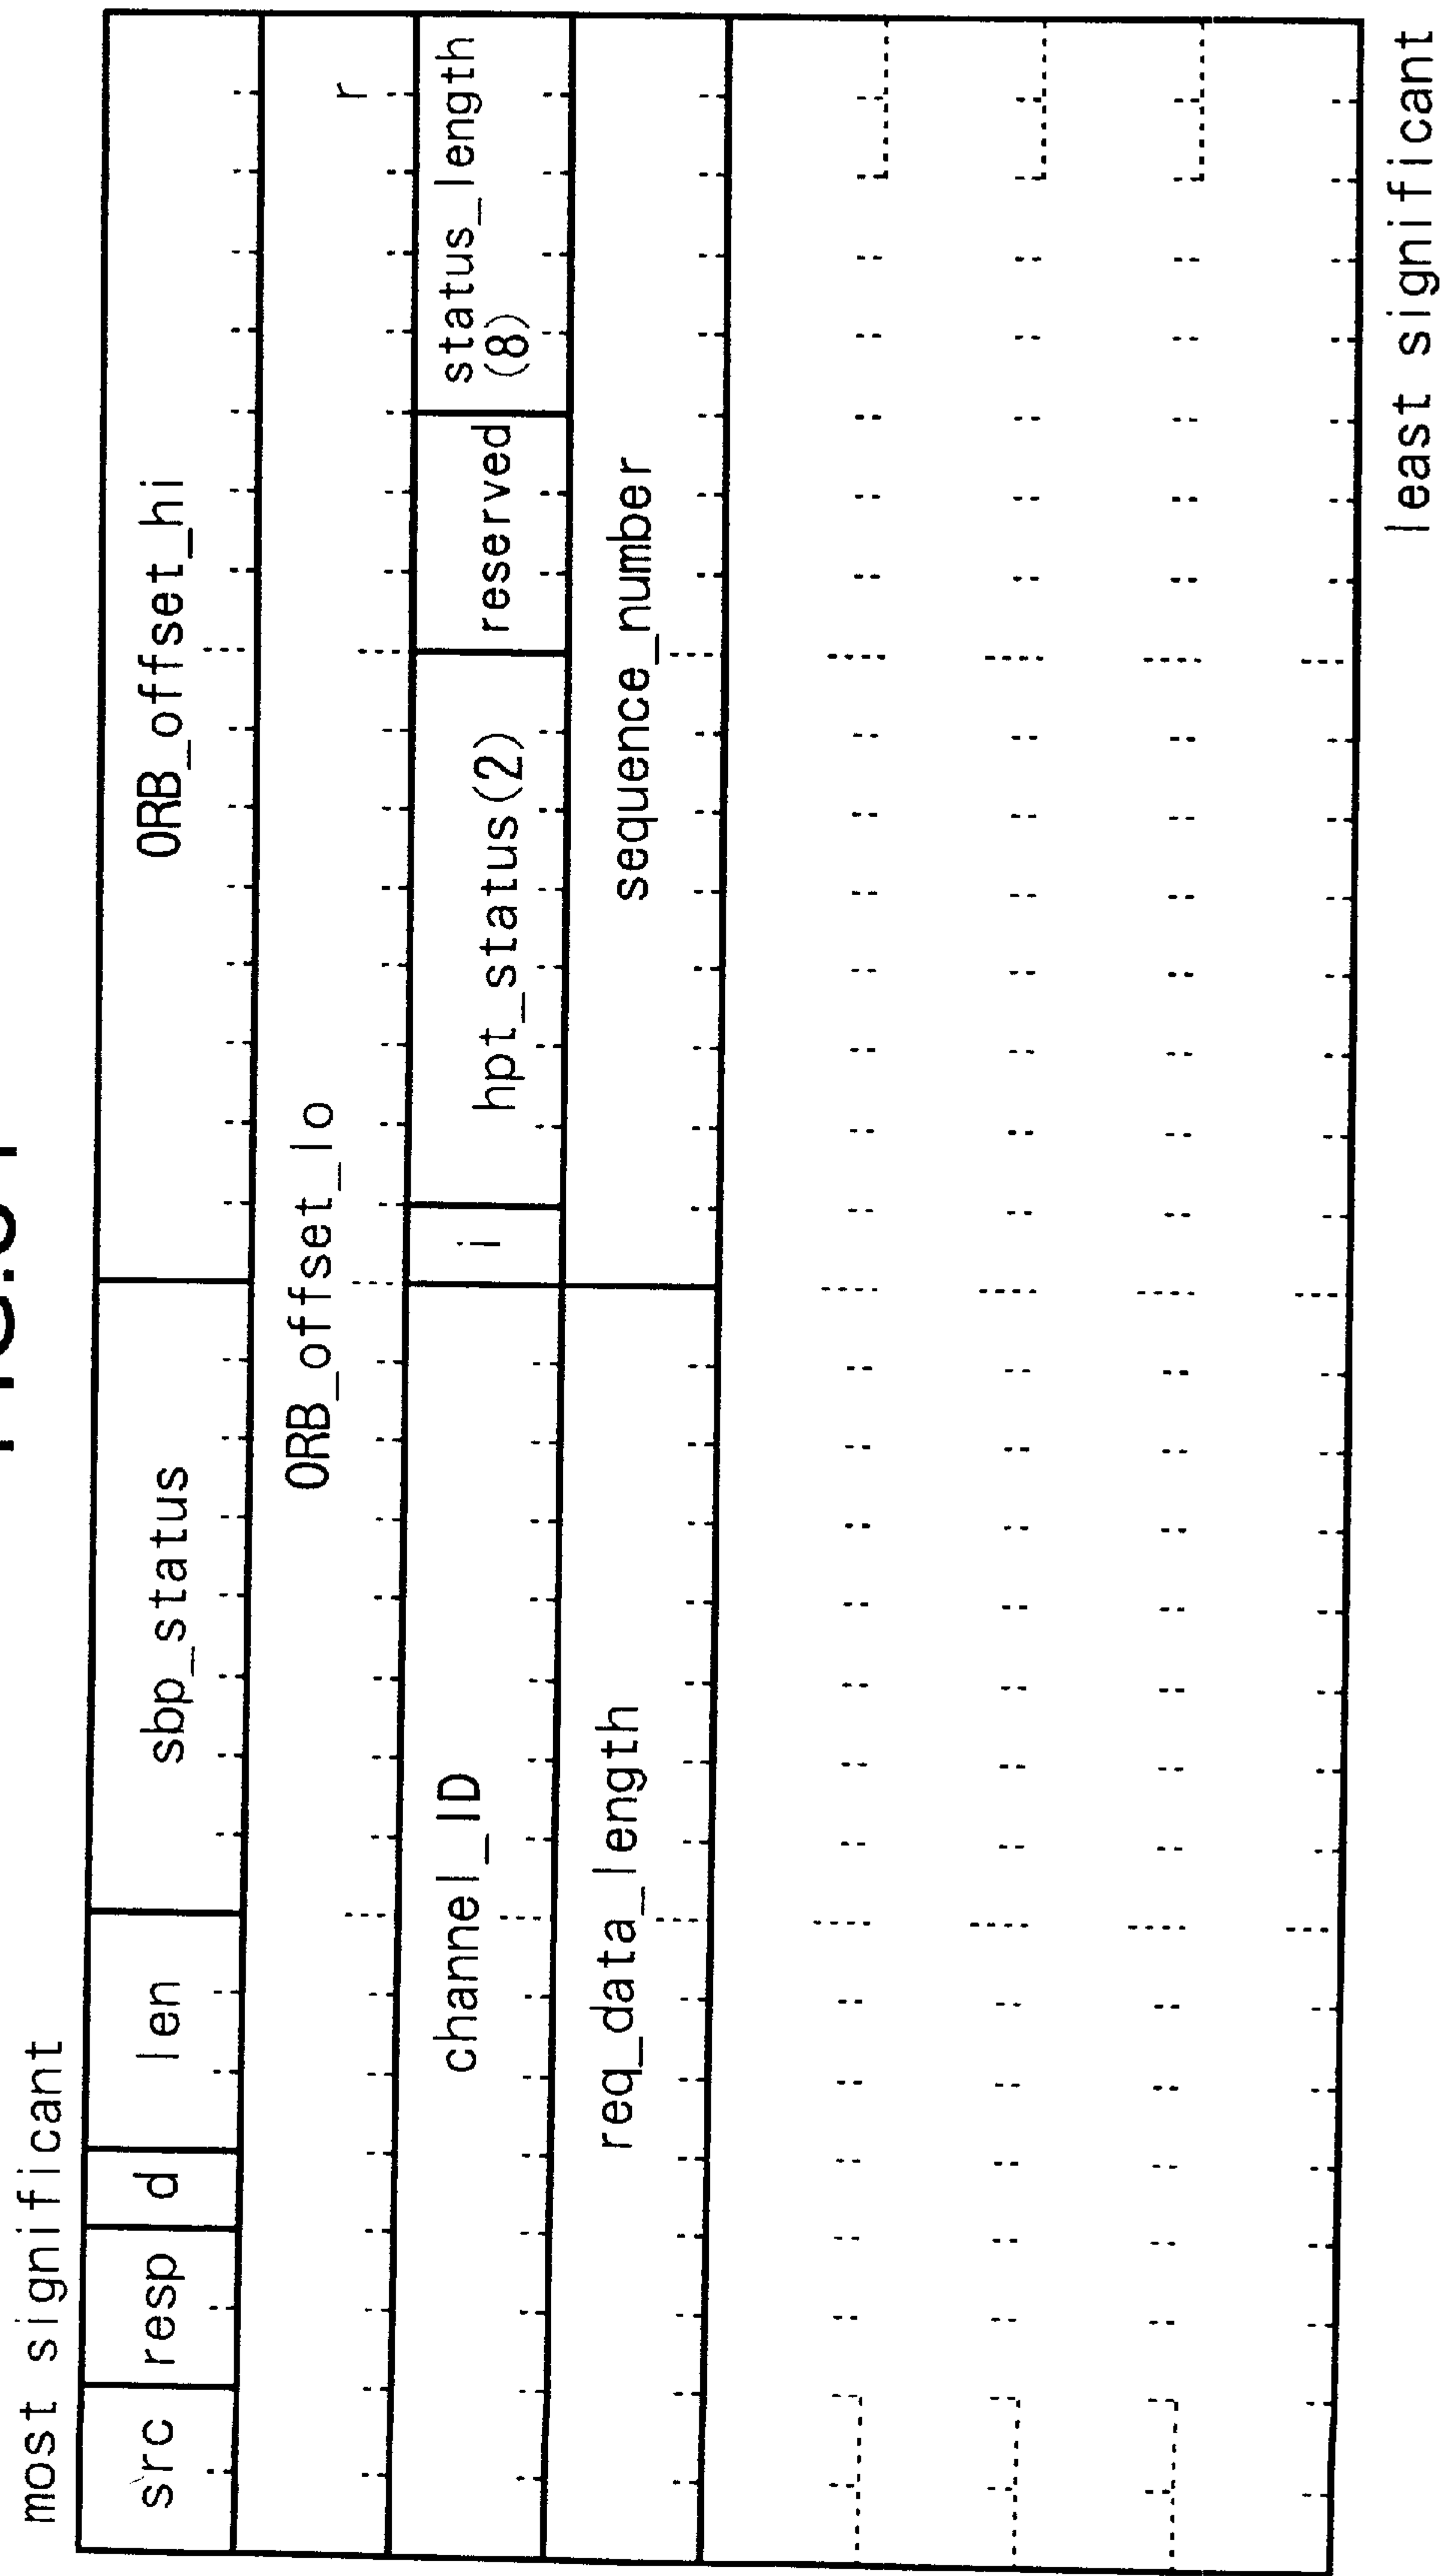 most significant
src resp d len sbp_status ORB_offset_hi
ORB_offset_lo r
channel_ID i hpt_status(2) reserved status_length
(8)
req_data_length sequence_number
least significant